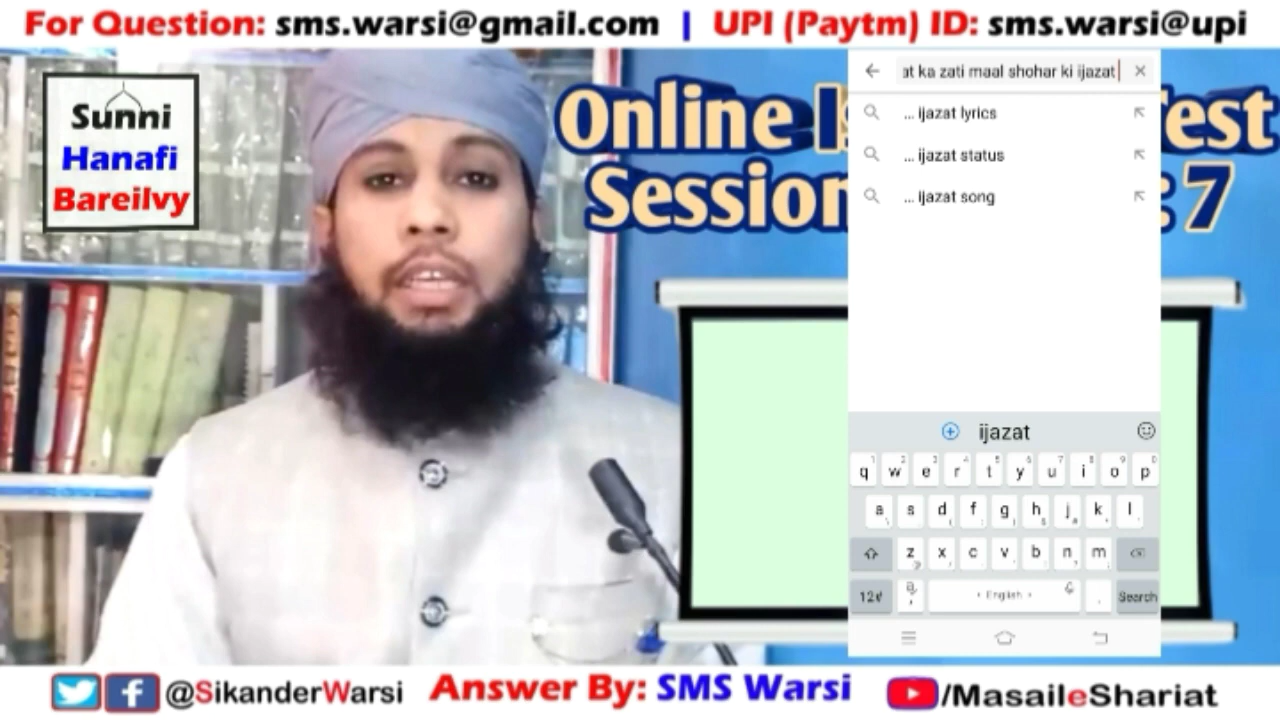 For Question: sms.warsi@gmail.com | UPI (Paytm) ID: sms.warsi@upi
Sunni
Hanafi
Bareilvy
Online
Test
Session
: 7
at ka zati maal shohar ki ijazat
... ijazat lyrics
... ijazat status
... ijazat song
ijazat
q w e r t y u i o p
a s d f g h j k l
z x c v b n m
English
. Search
@SikanderWarsi
Answer By: SMS Warsi
/MasaileShariat